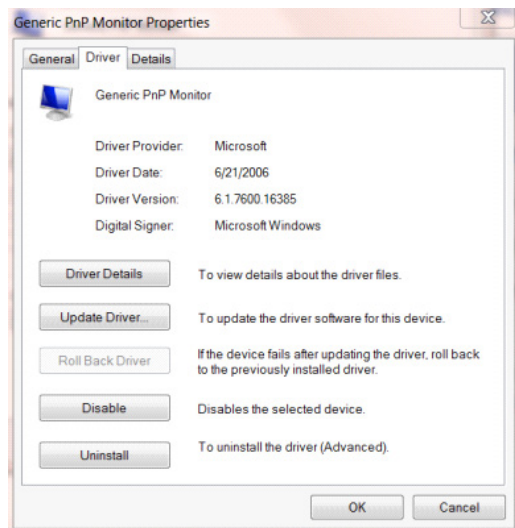 Generic PnP Monitor Properties
General Driver Details
Generic PnP Monitor
Driver Provider: Microsoft
Driver Date: 6/21/2006
Driver Version: 6.1.7600.16385
Digital Signer: Microsoft Windows
Driver Details To view details about the driver files.
Update Driver... To update the driver software for this device.
Roll Back Driver If the device fails after updating the driver, roll back
to the previously installed driver.
Disable Disables the selected device.
Uninstall To uninstall the driver (Advanced).
OK Cancel